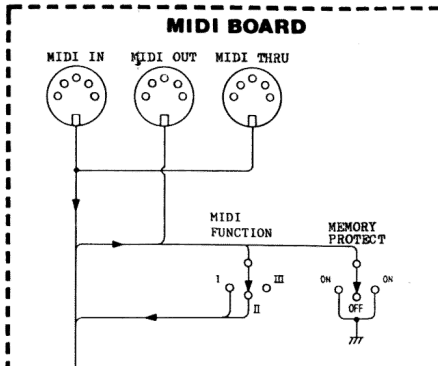 MIDI BOARD
MIDI IN MIDI OUT MIDI THRU
MIDI
FUNCTION
MEMORY
PROTECT
I
III
II
ON
ON
OFF